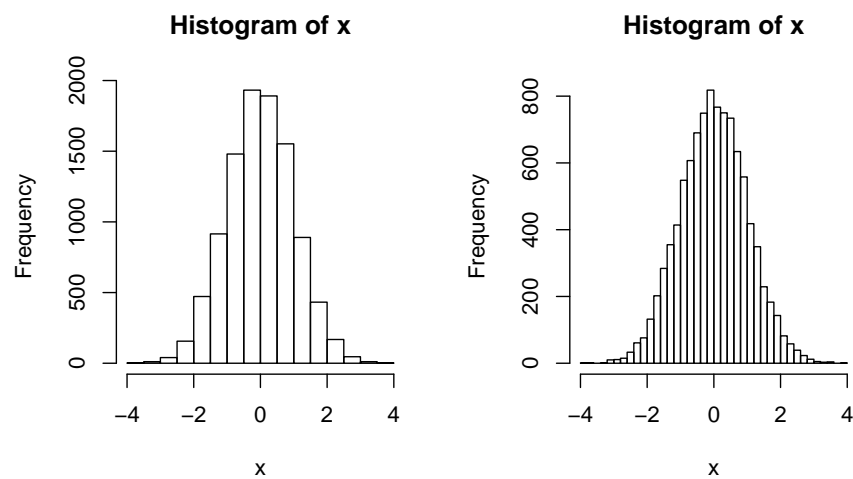 Histogram of x
Frequency
2000
1500
1000
500
0
−4 −2 0 2 4
x
Histogram of x
Frequency
800
600
400
200
0
−4 −2 0 2 4
x